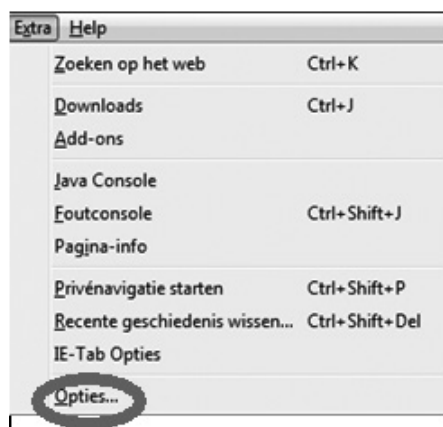 Extra Help
Zoeken op het web Ctrl+K
Downloads Ctrl+J
Add-ons
Java Console
Foutconsole Ctrl+Shift+J
Pagina-info
Privénavigatie starten Ctrl+Shift+P
Recente geschiedenis wissen... Ctrl+Shift+Del
IE-Tab Opties
Opties...